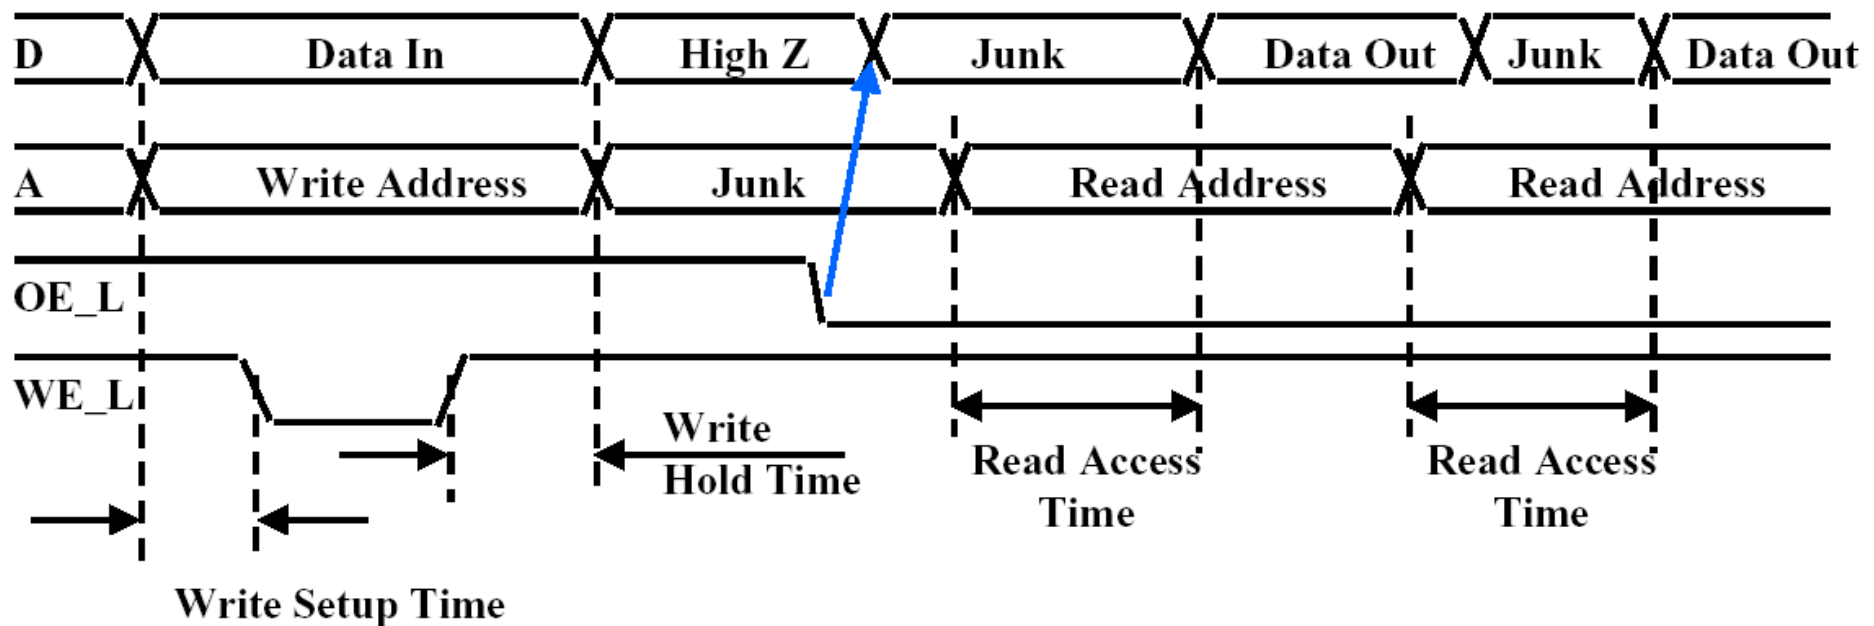 D Data In High Z Junk Data Out Junk Data Out
A Write Address Junk Read Address Read Address
OE_L
WE_L
Write
Hold Time
Read Access
Time
Read Access
Time
Write Setup Time